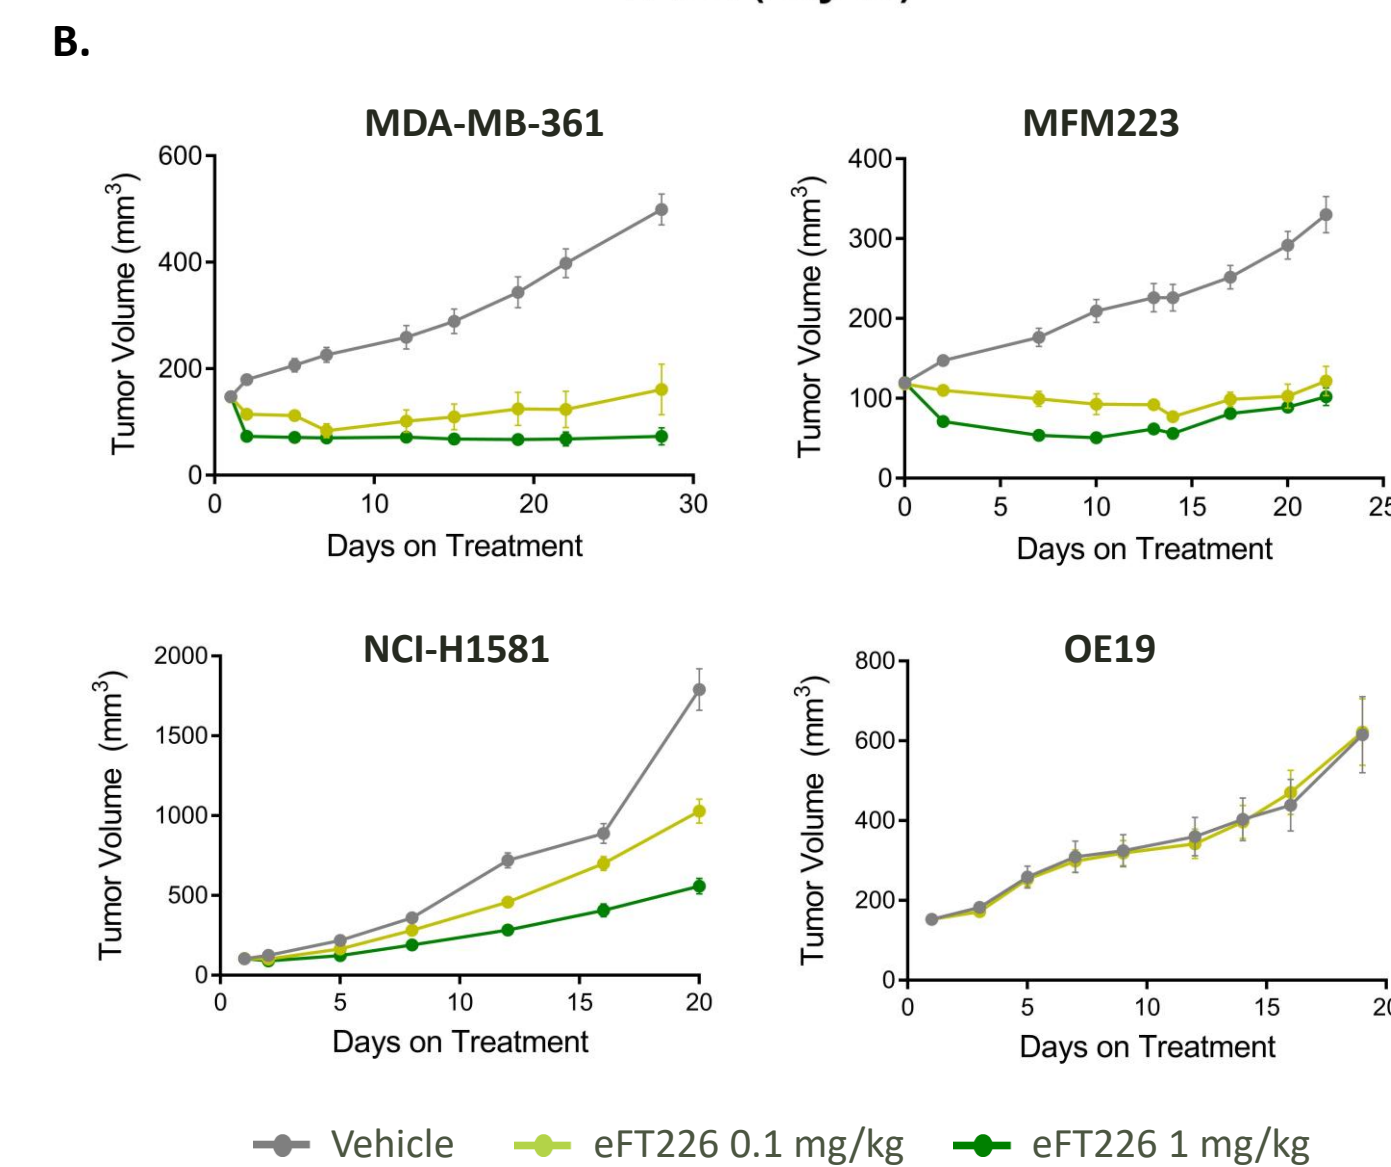 B.
MDA-MB-361
600
400
200
0
Tumor Volume (mm³)
0 10 20 30
Days on Treatment
MFM223
400
300
200
100
0
Tumor Volume (mm³)
0 5 10 15 20 25
Days on Treatment
NCI-H1581
2000
1500
1000
500
0
Tumor Volume (mm³)
0 5 10 15 20
Days on Treatment
OE19
800
600
400
200
0
Tumor Volume (mm³)
0 5 10 15 20
Days on Treatment
Vehicle eFT226 0.1 mg/kg eFT226 1 mg/kg